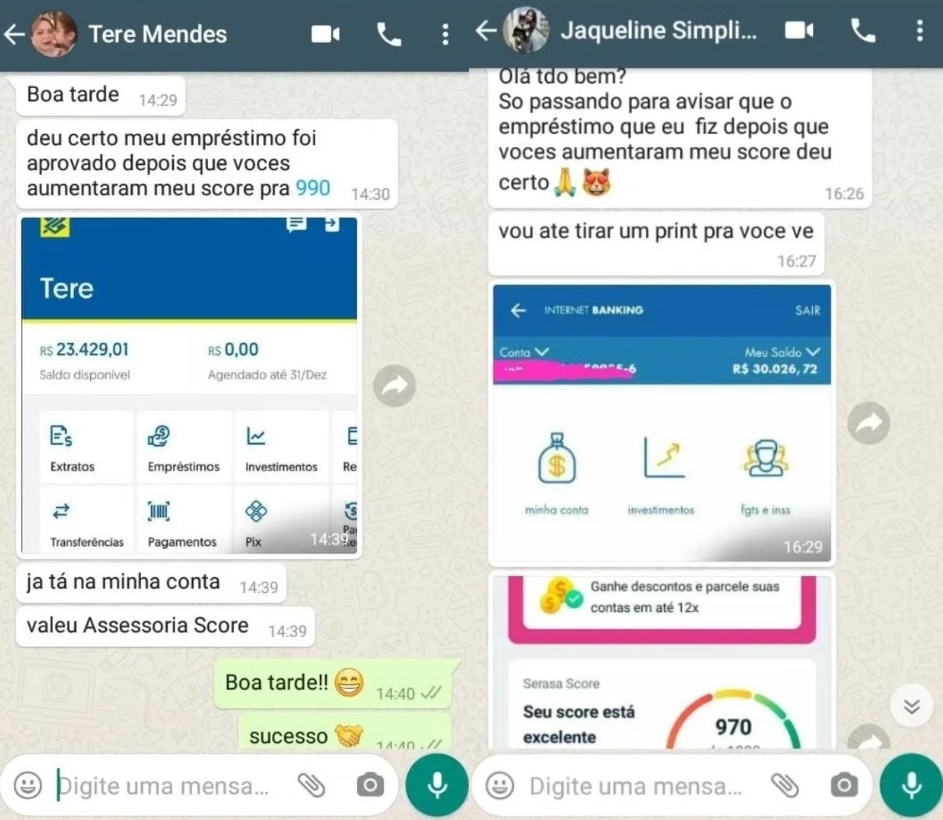 Tere Mendes
Boa tarde 14:29
deu certo meu empréstimo foi
aprovado depois que voces
aumentaram meu score pra 990 14:30
Tere
R$ 23.429,01 R$ 0,00
Saldo disponível Agendado até 31/Dez
Extratos Empréstimos Investimentos Re
Transferências Pagamentos Pix
14:39
ja tá na minha conta 14:39
valeu Assessoria Score 14:39
Boa tarde!! 😁 14:40
sucesso 🤝 14:40
Digite uma mensa...
Jaqueline Simpli...
Olá tdo bem?
So passando para avisar que o
empréstimo que eu fiz depois que
voces aumentaram meu score deu
certo 🙏 😻 16:26
vou ate tirar um print pra voce ve
16:27
INTERNET BANKING SAIR
Conta Meu Saldo
R$ 30.026,72
minha conta investimentos fgts e inss
16:29
Ganhe descontos e parcele suas
contas em até 12x
Serasa Score
Seu score está
excelente
970
Digite uma mensa...